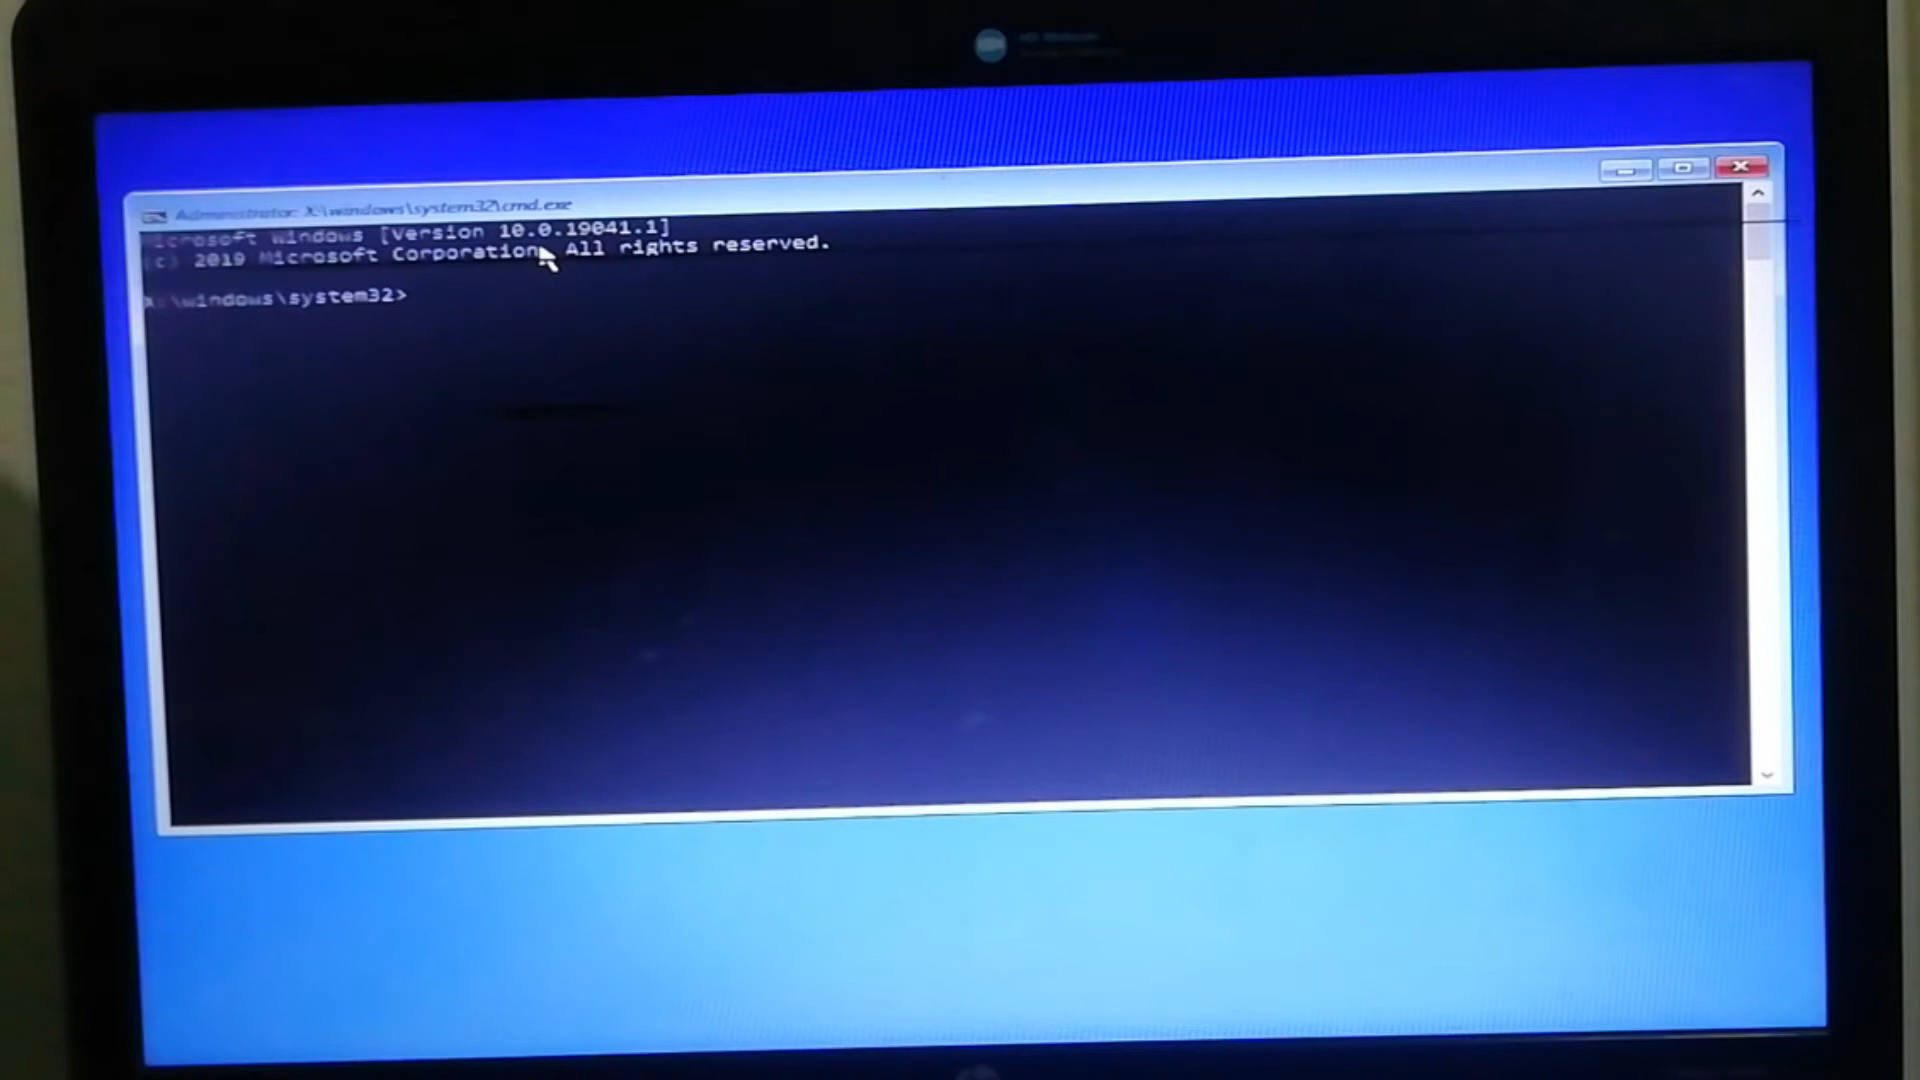 Administrator: X:\windows\system32\cmd.exe
Microsoft Windows [Version 10.0.19041.1]
(c) 2019 Microsoft Corporation. All rights reserved.
X:\windows\system32>